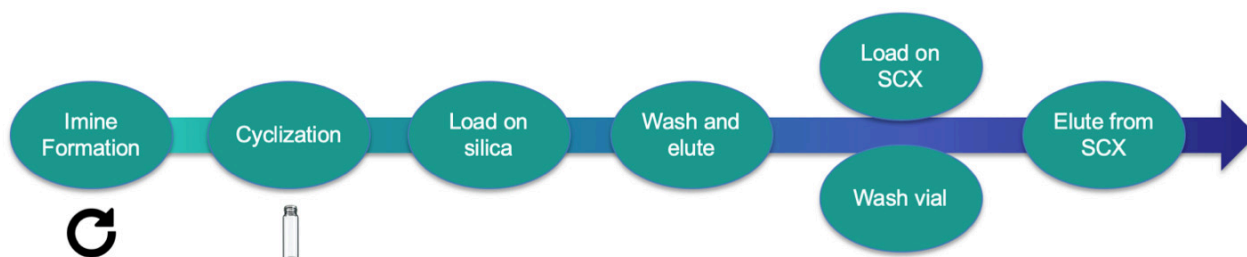 Imine
Formation
Cyclization
Load on
silica
Wash and
elute
Load on
SCX
Wash vial
Elute from
SCX